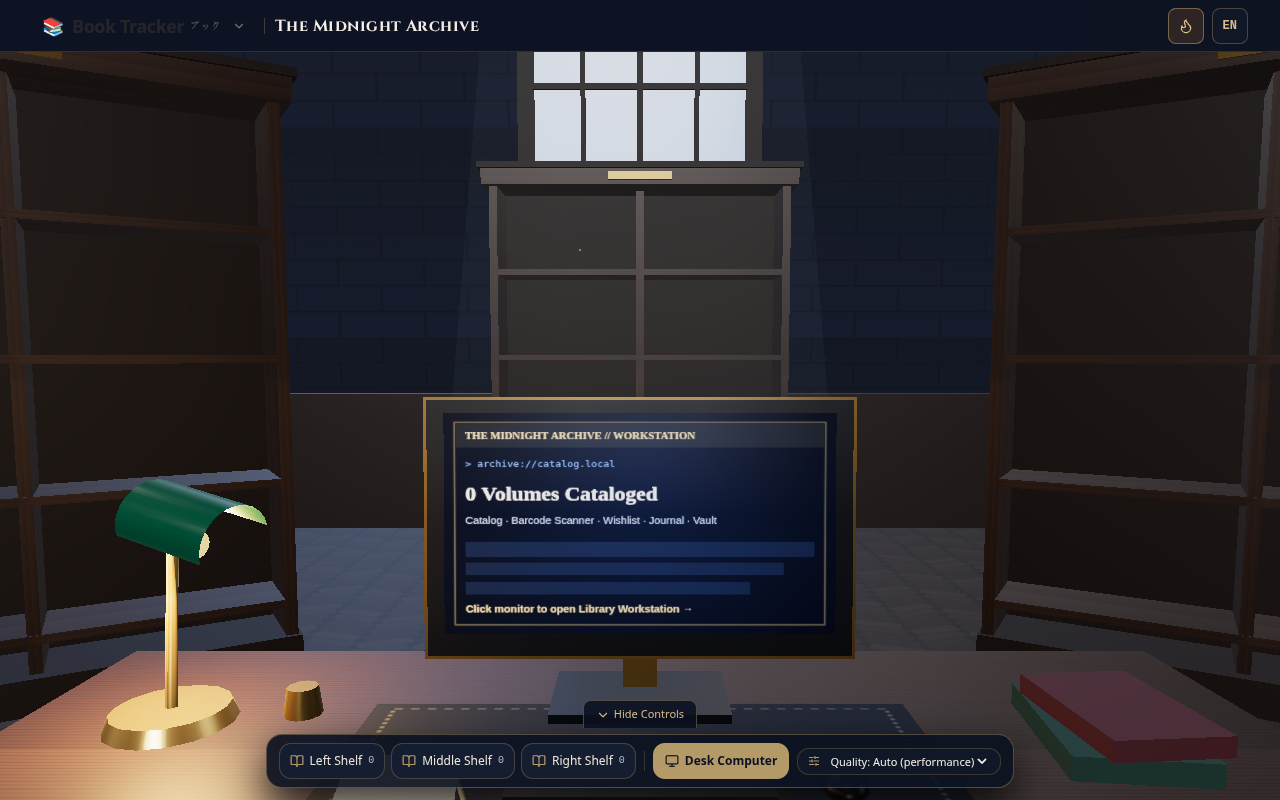 Book Tracker ブック
THE MIDNIGHT ARCHIVE
EN
THE MIDNIGHT ARCHIVE // WORKSTATION
> archive://catalog.local
0 Volumes Cataloged
Catalog · Barcode Scanner · Wishlist · Journal · Vault
Click monitor to open Library Workstation →
Hide Controls
Left Shelf 0
Middle Shelf 0
Right Shelf 0
Desk Computer
Quality: Auto (performance)